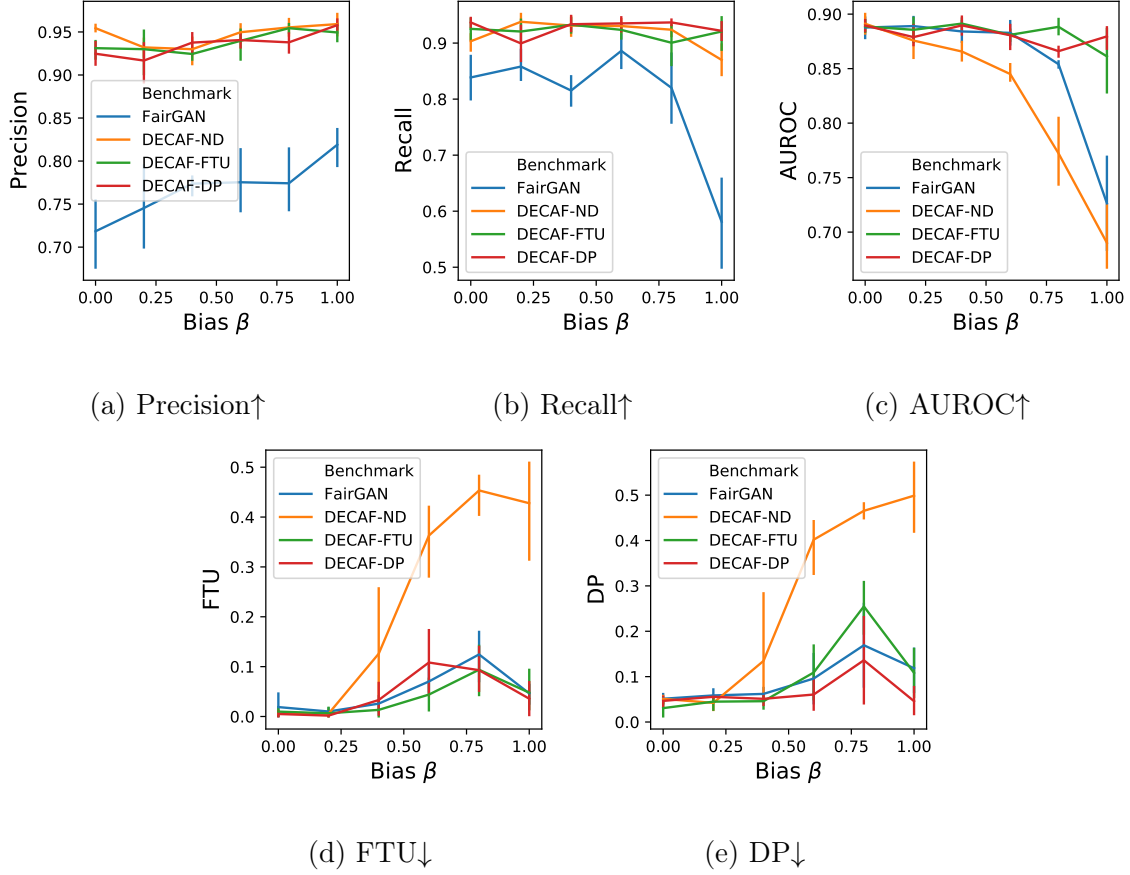 Precision
0.95
0.90
0.85
0.80
0.75
0.70
Benchmark
FairGAN
DECAF-ND
DECAF-FTU
DECAF-DP
0.00 0.25 0.50 0.75 1.00
Bias β
(a) Precision↑
Recall
0.9
0.8
0.7
0.6
0.5
Benchmark
FairGAN
DECAF-ND
DECAF-FTU
DECAF-DP
0.00 0.25 0.50 0.75 1.00
Bias β
(b) Recall↑
AUROC
0.90
0.85
0.80
0.75
0.70
Benchmark
FairGAN
DECAF-ND
DECAF-FTU
DECAF-DP
0.00 0.25 0.50 0.75 1.00
Bias β
(c) AUROC↑
FTU
0.5
0.4
0.3
0.2
0.1
0.0
Benchmark
FairGAN
DECAF-ND
DECAF-FTU
DECAF-DP
0.00 0.25 0.50 0.75 1.00
Bias β
(d) FTU↓
DP
0.5
0.4
0.3
0.2
0.1
0.0
Benchmark
FairGAN
DECAF-ND
DECAF-FTU
DECAF-DP
0.00 0.25 0.50 0.75 1.00
Bias β
(e) DP↓